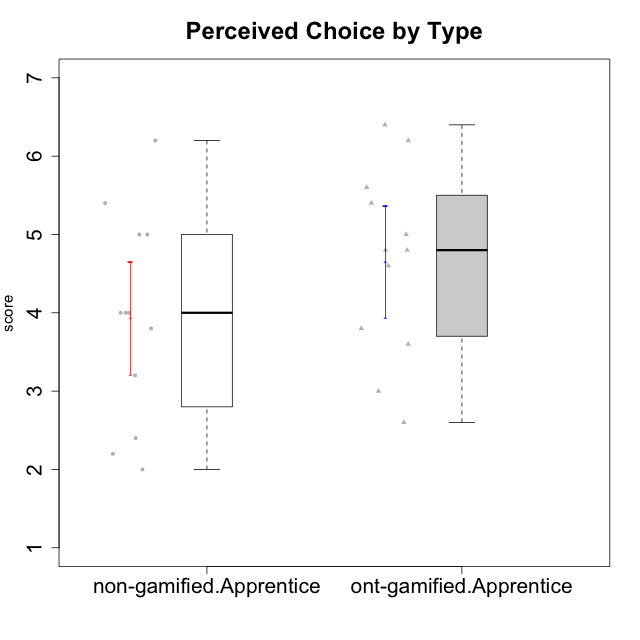 Perceived Choice by Type
7
6
5
4
3
2
1
score
non-gamified.Apprentice
ont-gamified.Apprentice